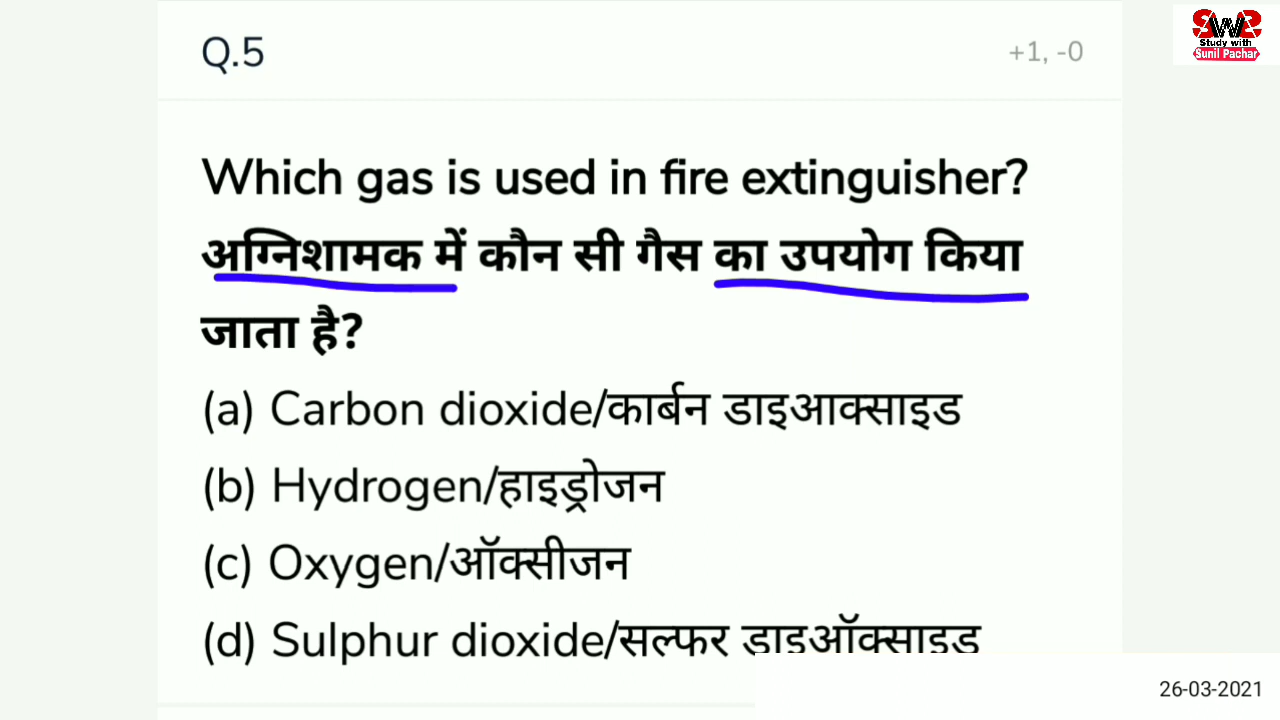 SWS
Study with
Sunil Pachar
Q.5
+1, -0
Which gas is used in fire extinguisher?
अग्निशामक में कौन सी गैस का उपयोग किया
जाता है?
(a) Carbon dioxide/कार्बन डाइआक्साइड
(b) Hydrogen/हाइड्रोजन
(c) Oxygen/ऑक्सीजन
(d) Sulphur dioxide/सल्फर डाइऑक्साइड
26-03-2021